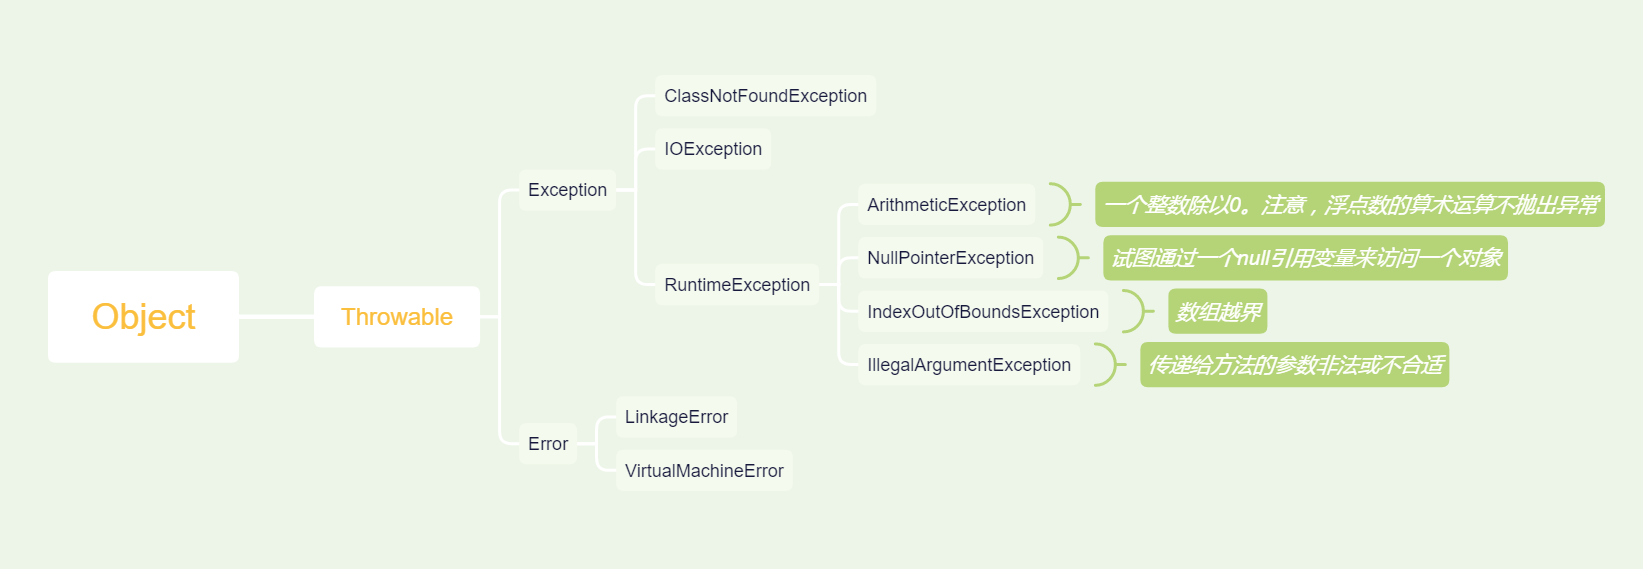 Object
Throwable
Exception
ClassNotFoundException
IOException
RuntimeException
ArithmeticException
一个整数除以0。注意，浮点数的算术运算不抛出异常
NullPointerException
试图通过一个null引用变量来访问一个对象
IndexOutOfBoundsException
数组越界
IllegalArgumentException
传递给方法的参数非法或不合适
Error
LinkageError
VirtualMachineError